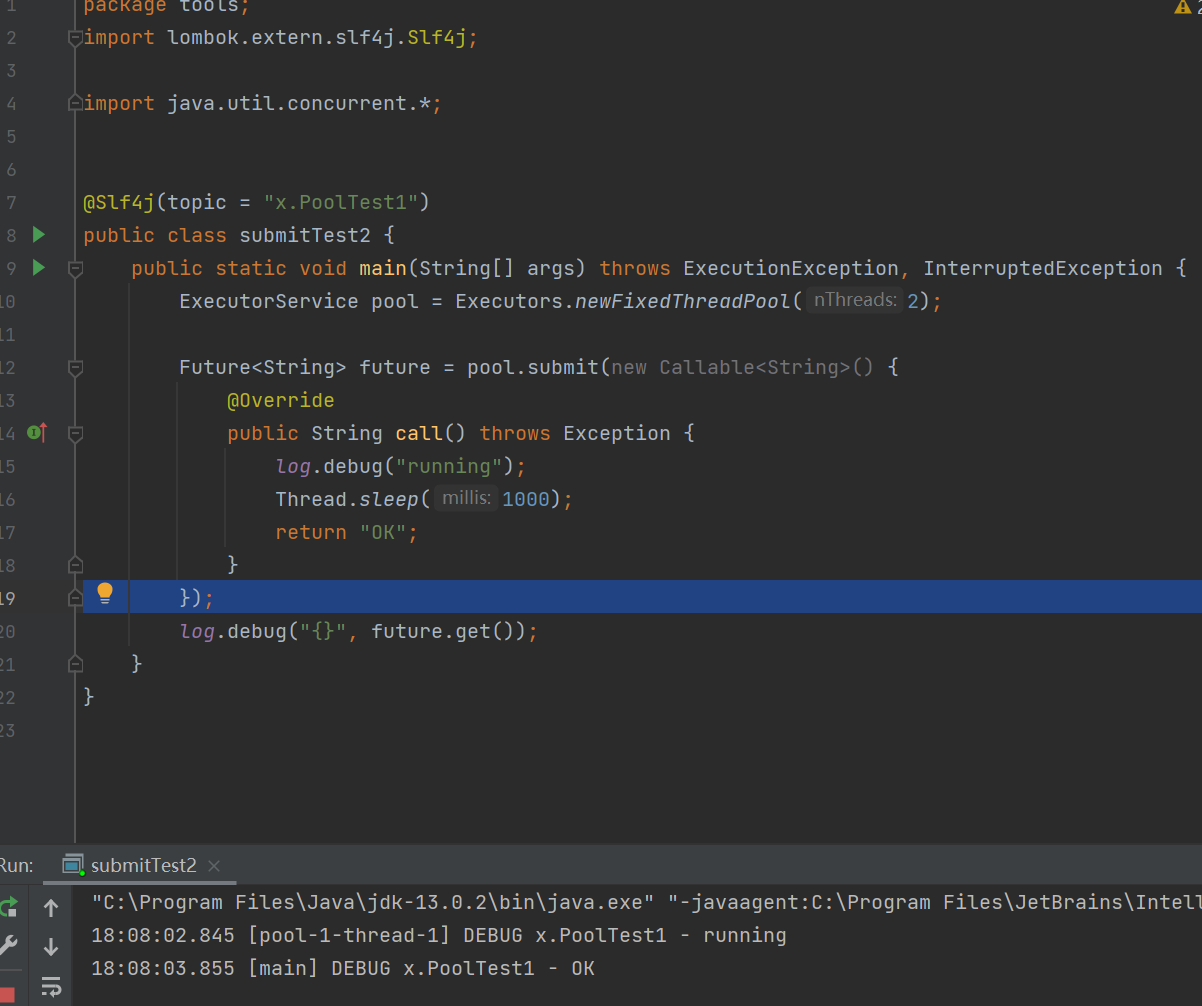 1 package tools;
2 import lombok.extern.slf4j.Slf4j;
3
4 import java.util.concurrent.*;
5
6
7 @Slf4j(topic = "x.PoolTest1")
8 public class submitTest2 {
9 public static void main(String[] args) throws ExecutionException, InterruptedException {
10 ExecutorService pool = Executors.newFixedThreadPool( nThreads: 2);
11
12 Future<String> future = pool.submit(new Callable<String>() {
13 @Override
14 public String call() throws Exception {
15 log.debug("running");
16 Thread.sleep( millis: 1000);
17 return "OK";
18 }
19 });
20 log.debug("{}", future.get());
21 }
22 }
23
Run: submitTest2
"C:\Program Files\Java\jdk-13.0.2\bin\java.exe" "-javaagent:C:\Program Files\JetBrains\Intell
18:08:02.845 [pool-1-thread-1] DEBUG x.PoolTest1 - running
18:08:03.855 [main] DEBUG x.PoolTest1 - OK